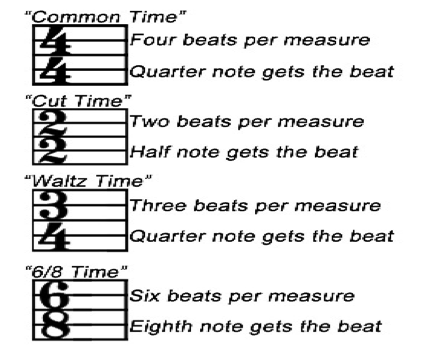 "Common Time"
4 Four beats per measure
4 Quarter note gets the beat
"Cut Time"
2 Two beats per measure
2 Half note gets the beat
"Waltz Time"
3 Three beats per measure
4 Quarter note gets the beat
"6/8 Time"
6 Six beats per measure
8 Eighth note gets the beat